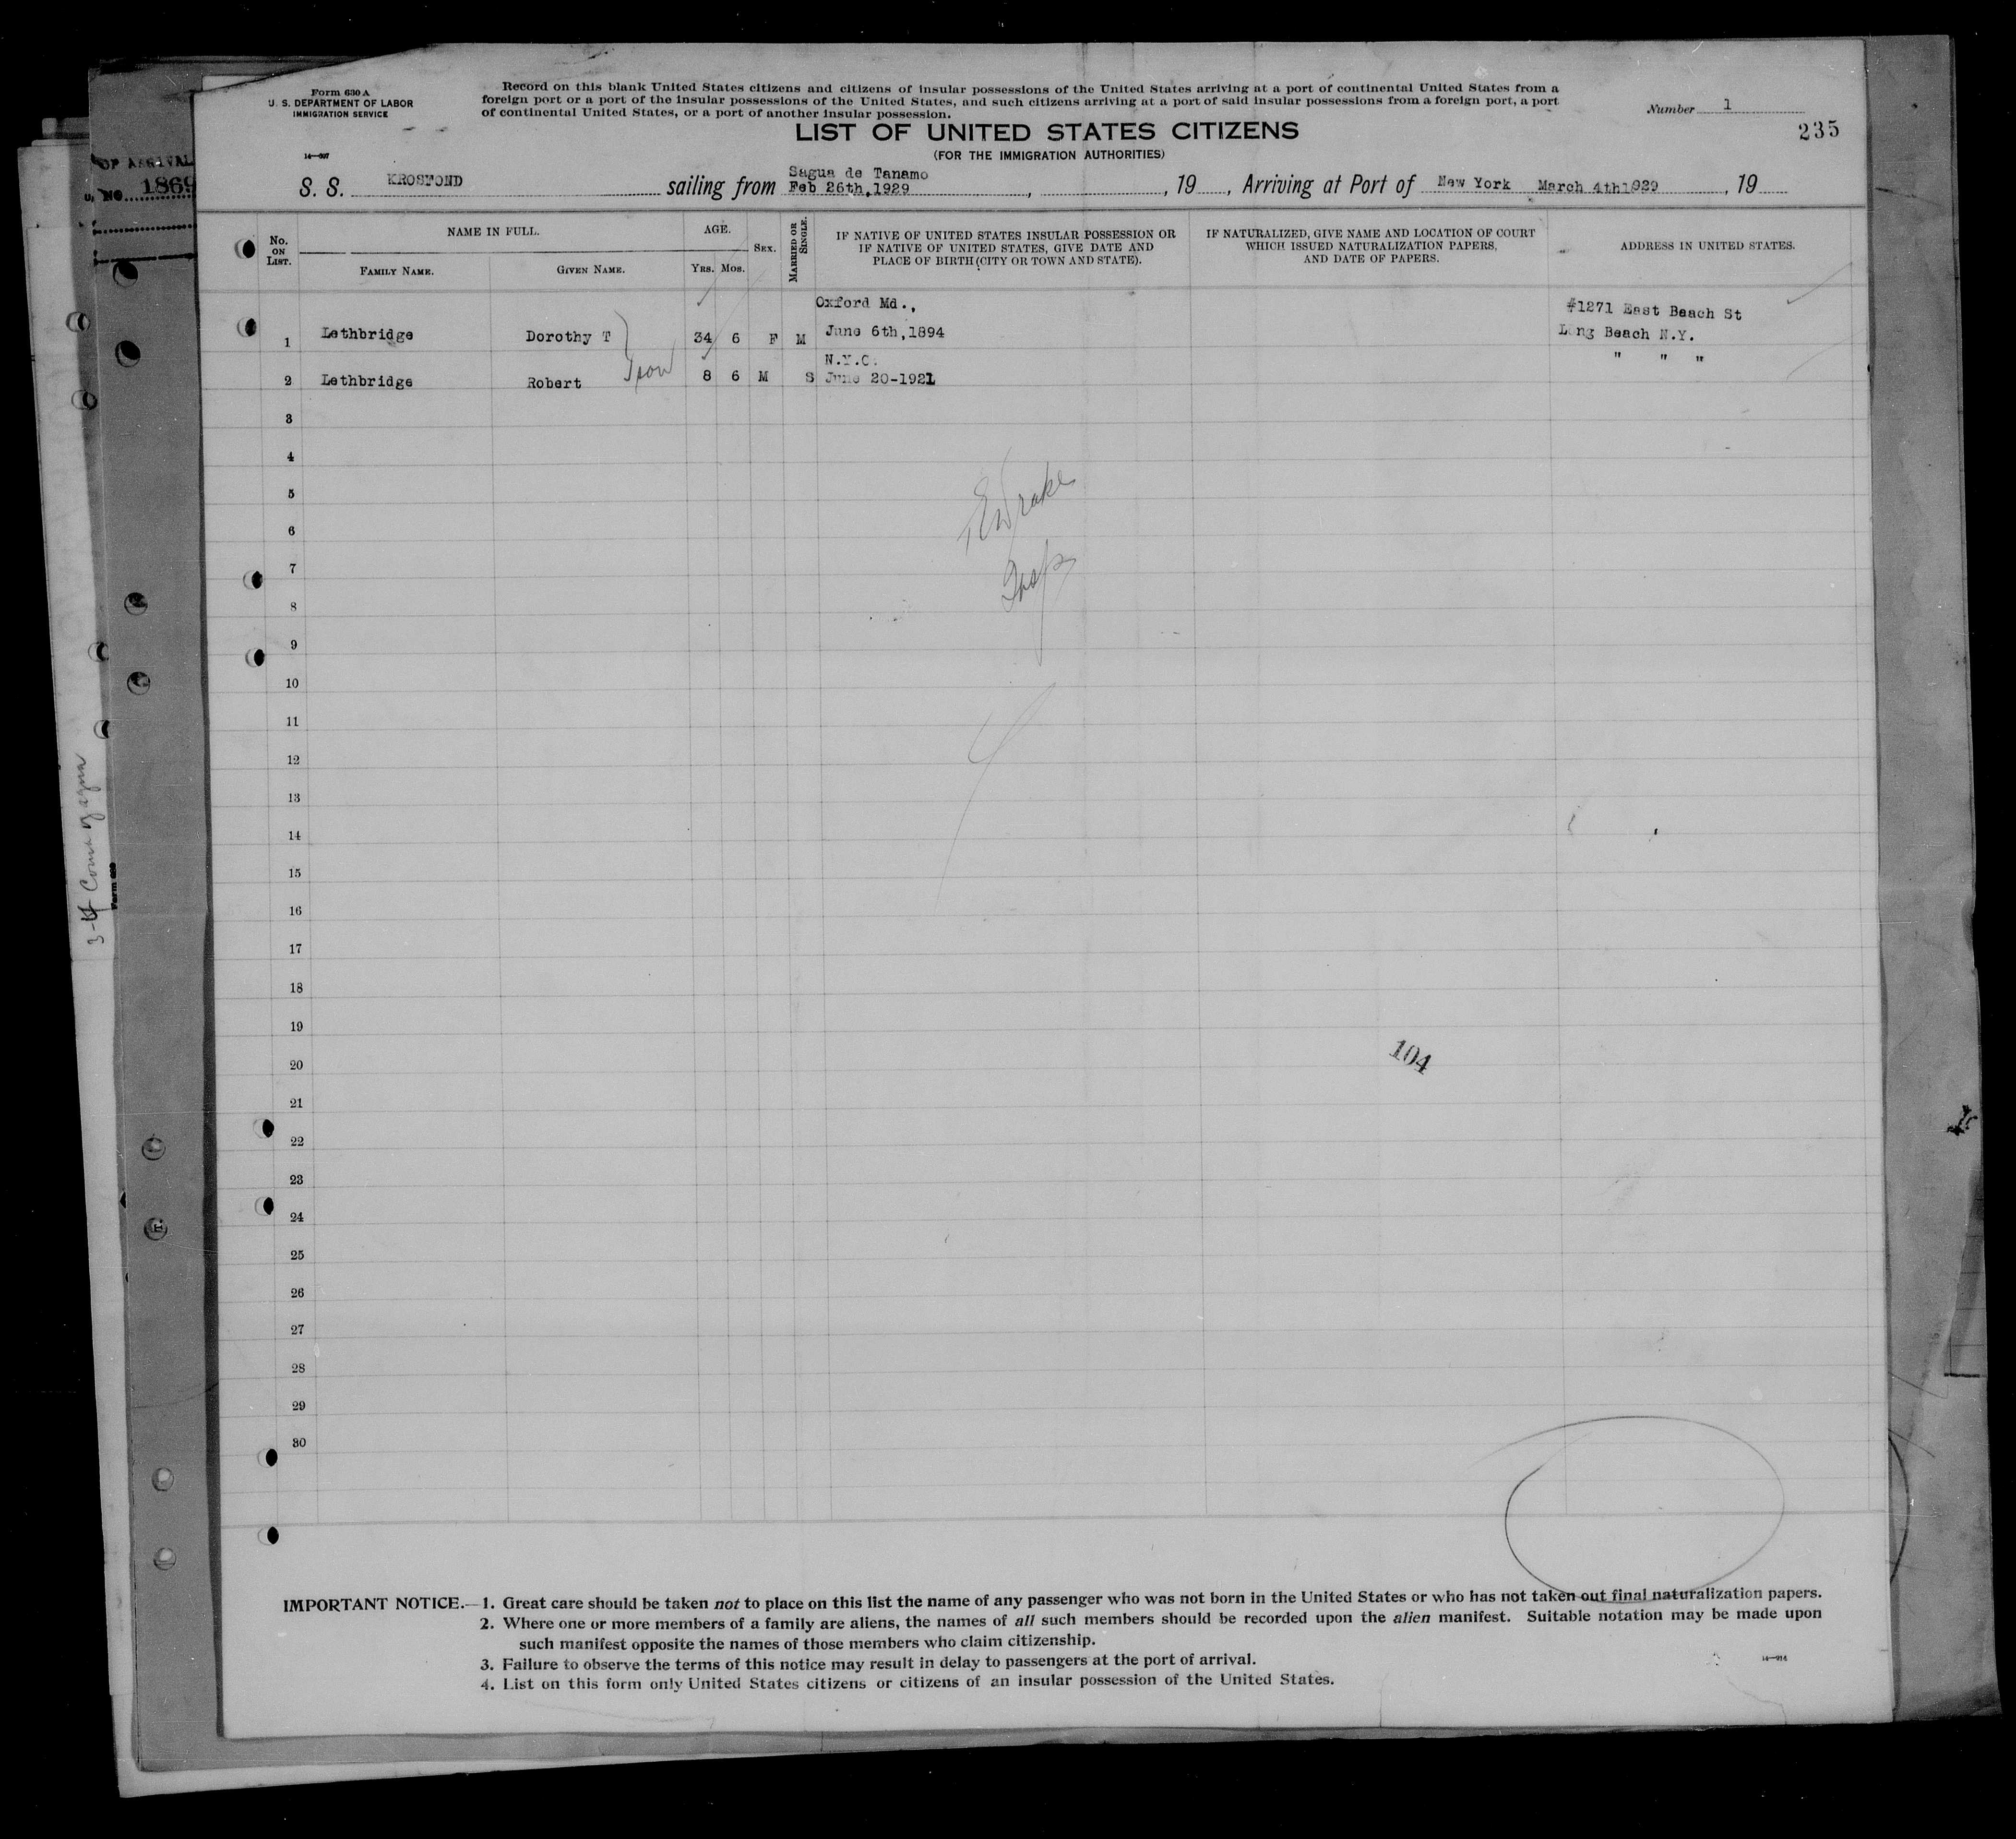 Form 630 A
U. S. DEPARTMENT OF LABOR
IMMIGRATION SERVICE
Record on this blank United States citizens and citizens of insular possessions of the United States arriving at a port of continental United States from a
foreign port or a port of the insular possessions of the United States, and such citizens arriving at a port of said insular possessions from a foreign port, a port
of continental United States, or a port of another insular possession.
Number 1
235
LIST OF UNITED STATES CITIZENS
(FOR THE IMMIGRATION AUTHORITIES)
OF ARRIVAL
NO. 1869
S. S. KROSFOND sailing from Sagua de Tanamo
Feb 26th,1929 , , 19 , Arriving at Port of New York March 4th1929 , 19
No. ON LIST.
NAME IN FULL.
FAMILY NAME.
GIVEN NAME.
AGE.
YRS. MOS.
SEX.
MARRIED OR SINGLE.
IF NATIVE OF UNITED STATES INSULAR POSSESSION OR
IF NATIVE OF UNITED STATES, GIVE DATE AND
PLACE OF BIRTH (CITY OR TOWN AND STATE).
IF NATURALIZED, GIVE NAME AND LOCATION OF COURT
WHICH ISSUED NATURALIZATION PAPERS,
AND DATE OF PAPERS.
ADDRESS IN UNITED STATES.
Oxford Md., #1271 East Beach St
1 Lethbridge Dorothy T 34 6 F M June 6th,1894 Long Beach N.Y.
N.Y.C. " " "
2 Lethbridge Robert 8 6 M S June 20-1921
3
4
5
6
7
Insp
8
9
10
11
12
13
14
15
16
17
18
19
20
104
21
22
23
24
25
26
27
28
29
30
IMPORTANT NOTICE.—1. Great care should be taken not to place on this list the name of any passenger who was not born in the United States or who has not taken out final naturalization papers.
2. Where one or more members of a family are aliens, the names of all such members should be recorded upon the alien manifest. Suitable notation may be made upon
such manifest opposite the names of those members who claim citizenship.
3. Failure to observe the terms of this notice may result in delay to passengers at the port of arrival.
4. List on this form only United States citizens or citizens of an insular possession of the United States.